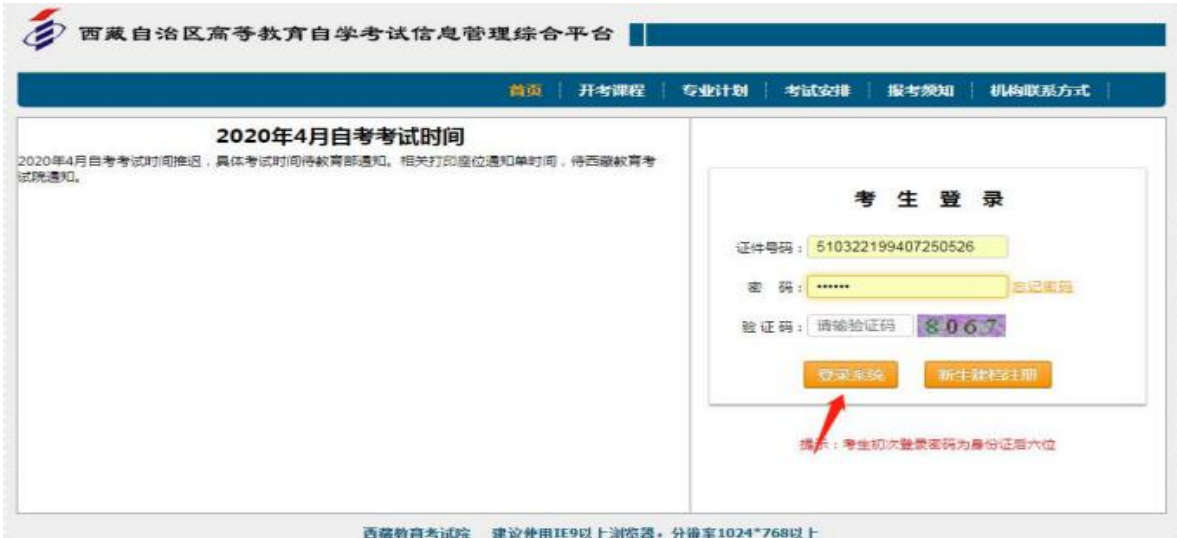 西藏自治区高等教育自学考试信息管理综合平台
首页 开考课程 专业计划 考试安排 报考须知 机构联系方式
2020年4月自考考试时间
2020年4月自考考试时间推迟，具体考试时间待教育部通知。相关打印座位通知单时间，待西藏教育考
试院通知。
考 生 登 录
证件号码：510322199407250526
密 码：•••••• 忘记密码
验 证 码：请输验证码 8067
登录系统 新生建档注册
提示：考生初次登录密码为身份证后六位
西藏教育考试院 建议使用IE9以上浏览器，分辨率1024*768以上